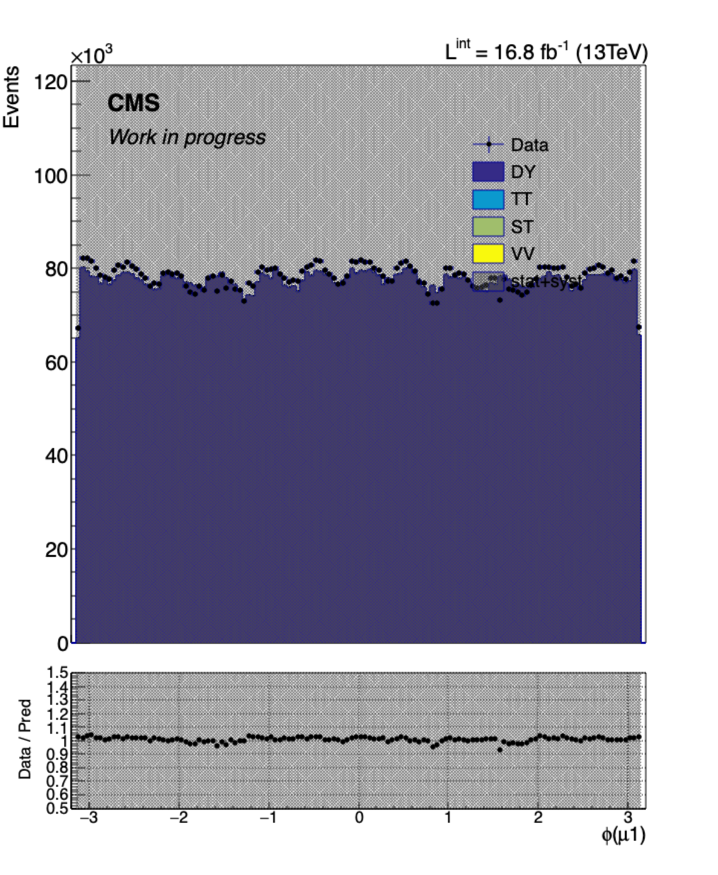 ×10³
L^int = 16.8 fb⁻¹ (13TeV)
Events
120
100
80
60
40
20
0
CMS
Work in progress
Data
DY
TT
ST
VV
stat+syst
Data / Pred
1.5
1.4
1.3
1.2
1.1
1
0.9
0.8
0.7
0.6
0.5
−3
−2
−1
0
1
2
3
ϕ(μ1)